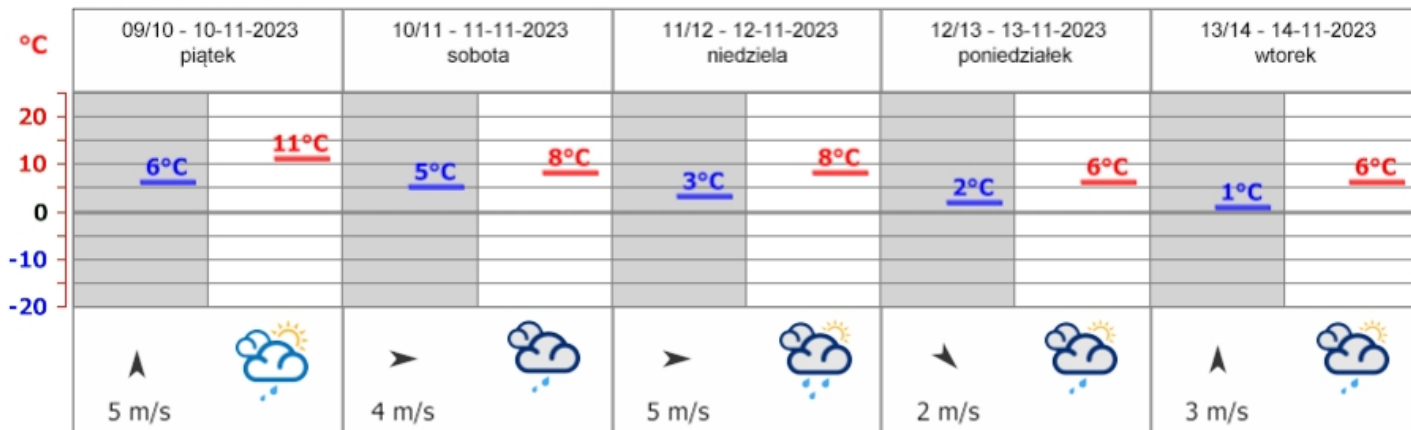 °C
09/10 - 10-11-2023
piątek
10/11 - 11-11-2023
sobota
11/12 - 12-11-2023
niedziela
12/13 - 13-11-2023
poniedziałek
13/14 - 14-11-2023
wtorek
20
10
0
-10
-20
6°C
11°C
5°C
8°C
3°C
8°C
2°C
6°C
1°C
6°C
5 m/s
4 m/s
5 m/s
2 m/s
3 m/s